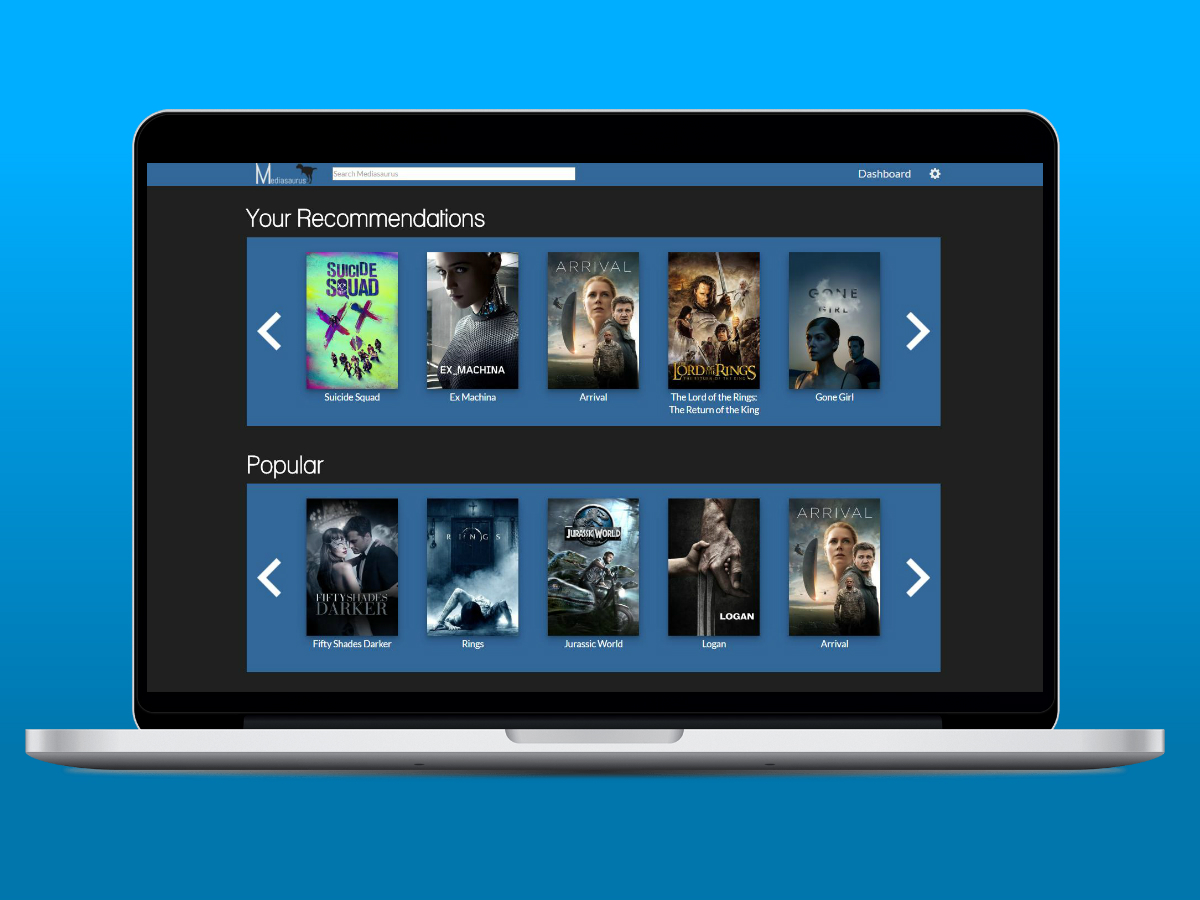 Mediasaurus
Search Mediasaurus
Dashboard
Your Recommendations
SUICIDE
SQUAD
EX_MACHINA
ARRIVAL
THE LORD OF THE RINGS
THE RETURN OF THE KING
GONE
GIRL
Suicide Squad
Ex Machina
Arrival
The Lord of the Rings:
The Return of the King
Gone Girl
Popular
FIFTY SHADES
DARKER
RINGS
JURASSIC WORLD
LOGAN
ARRIVAL
Fifty Shades Darker
Rings
Jurassic World
Logan
Arrival